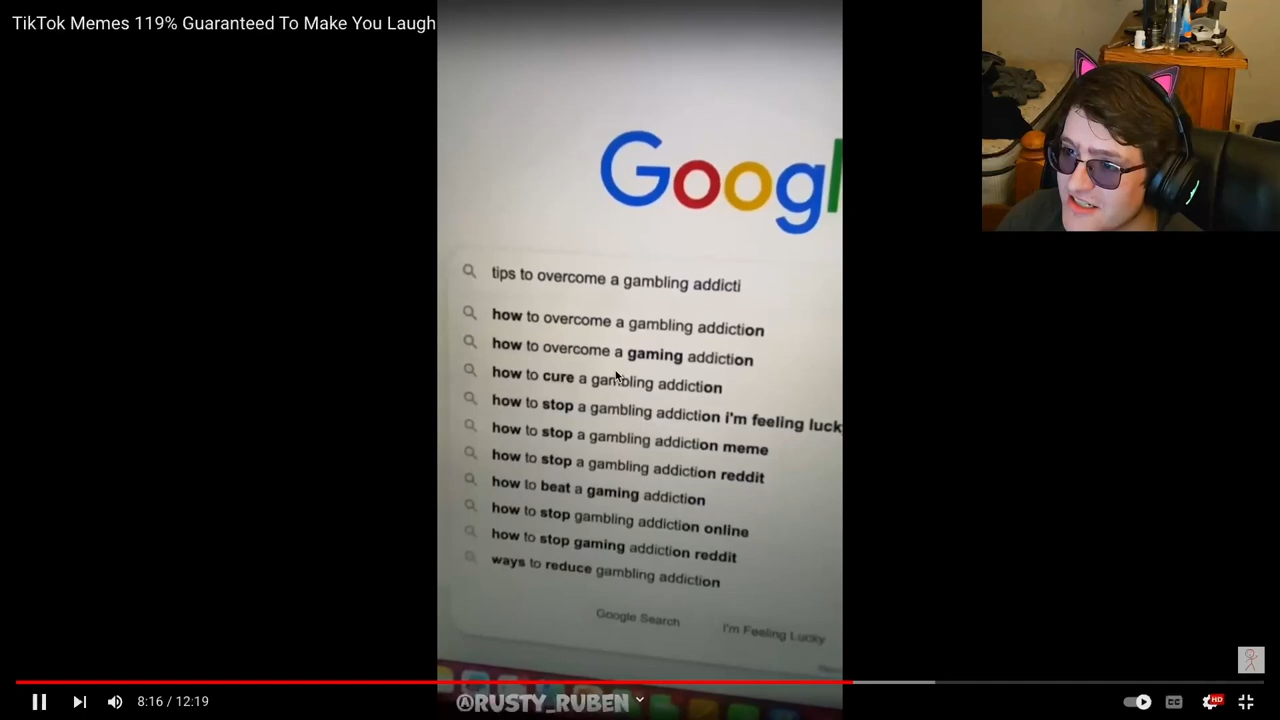 TikTok Memes 119% Guaranteed To Make You Laugh
Googl
tips to overcome a gambling addicti
how to overcome a gambling addiction
how to overcome a gaming addiction
how to cure a gambling addiction
how to stop a gambling addiction i'm feeling luck
how to stop a gambling addiction meme
how to stop a gambling addiction reddit
how to beat a gaming addiction
how to stop gambling addiction online
how to stop gaming addiction reddit
ways to reduce gambling addiction
Google Search I'm Feeling Lucky
@RUSTY_RUBEN
8:16 / 12:19
CC HD